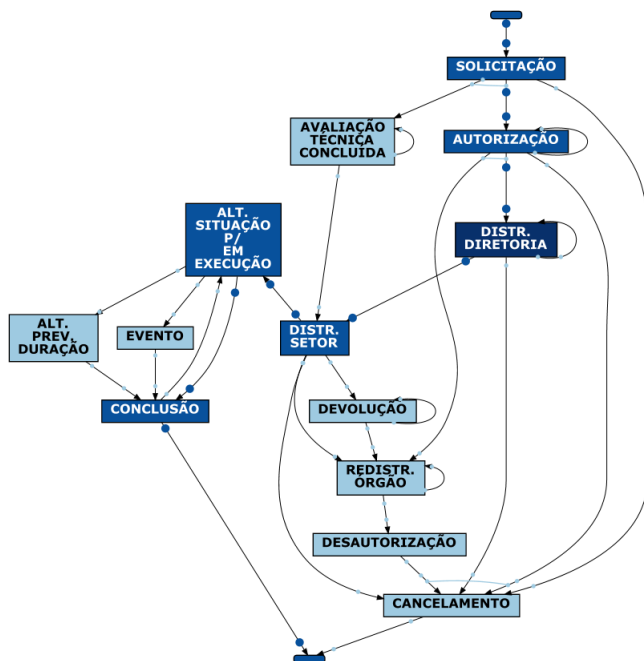 SOLICITAÇÃO
AVALIAÇÃO
TÉCNICA
CONCLUÍDA
AUTORIZAÇÃO
ALT.
SITUAÇÃO
P/
EM
EXECUÇÃO
DISTR.
DIRETORIA
ALT.
PREV.
DURAÇÃO
EVENTO
DISTR.
SETOR
CONCLUSÃO
DEVOLUÇÃO
REDISTR.
ÓRGÃO
DESAUTORIZAÇÃO
CANCELAMENTO